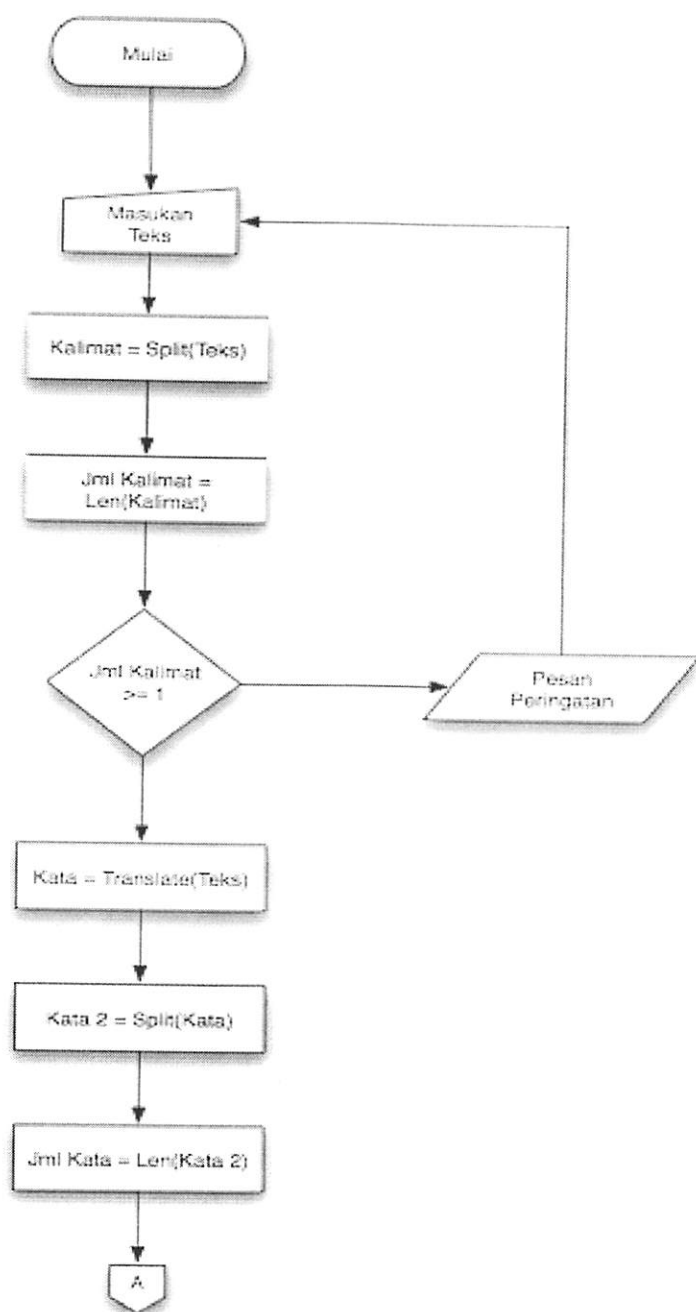 Mulai
Masukan
Teks
Kalimat = Split(Teks)
Jml Kalimat =
Len(Kalimat)
Jml Kalimat
>= 1
Pesan
Peringatan
Kata = Translate(Teks)
Kata 2 = Split(Kata)
Jml Kata = Len(Kata 2)
A